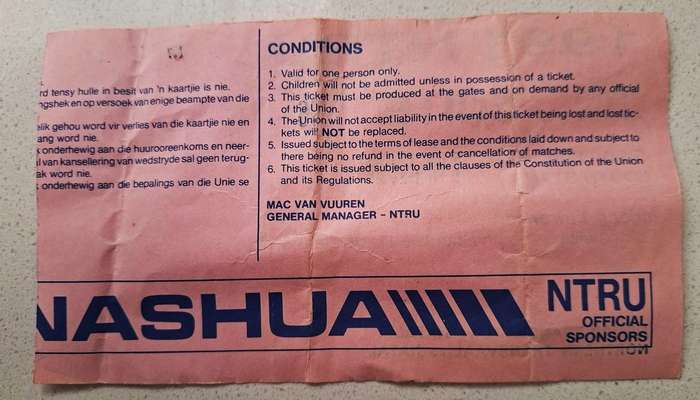 rd tensy hulle in besit van 'n kaartjie is nie.
ngshek en op versoek van enige beampte van die
elik gehou word vir verlies van die kaartjie nie en
ang word nie.
k onderhewig aan die huurooreenkoms en neer-
al van kansellering van wedstryde sal geen terug-
ak word nie.
k onderhewig aan die bepalings van die Unie se
CONDITIONS
1. Valid for one person only.
2. Children will not be admitted unless in possession of a ticket.
3. This ticket must be produced at the gates and on demand by any official
of the Union.
4. The Union will not accept liability in the event of this ticket being lost and lost tic-
kets will NOT be replaced.
5. Issued subject to the terms of lease and the conditions laid down and subject to
there being no refund in the event of cancellation of matches.
6. This ticket is issued subject to all the clauses of the Constitution of the Union
and its Regulations.
MAC VAN VUUREN
GENERAL MANAGER – NTRU
NASHUA
NTRU
OFFICIAL
SPONSORS